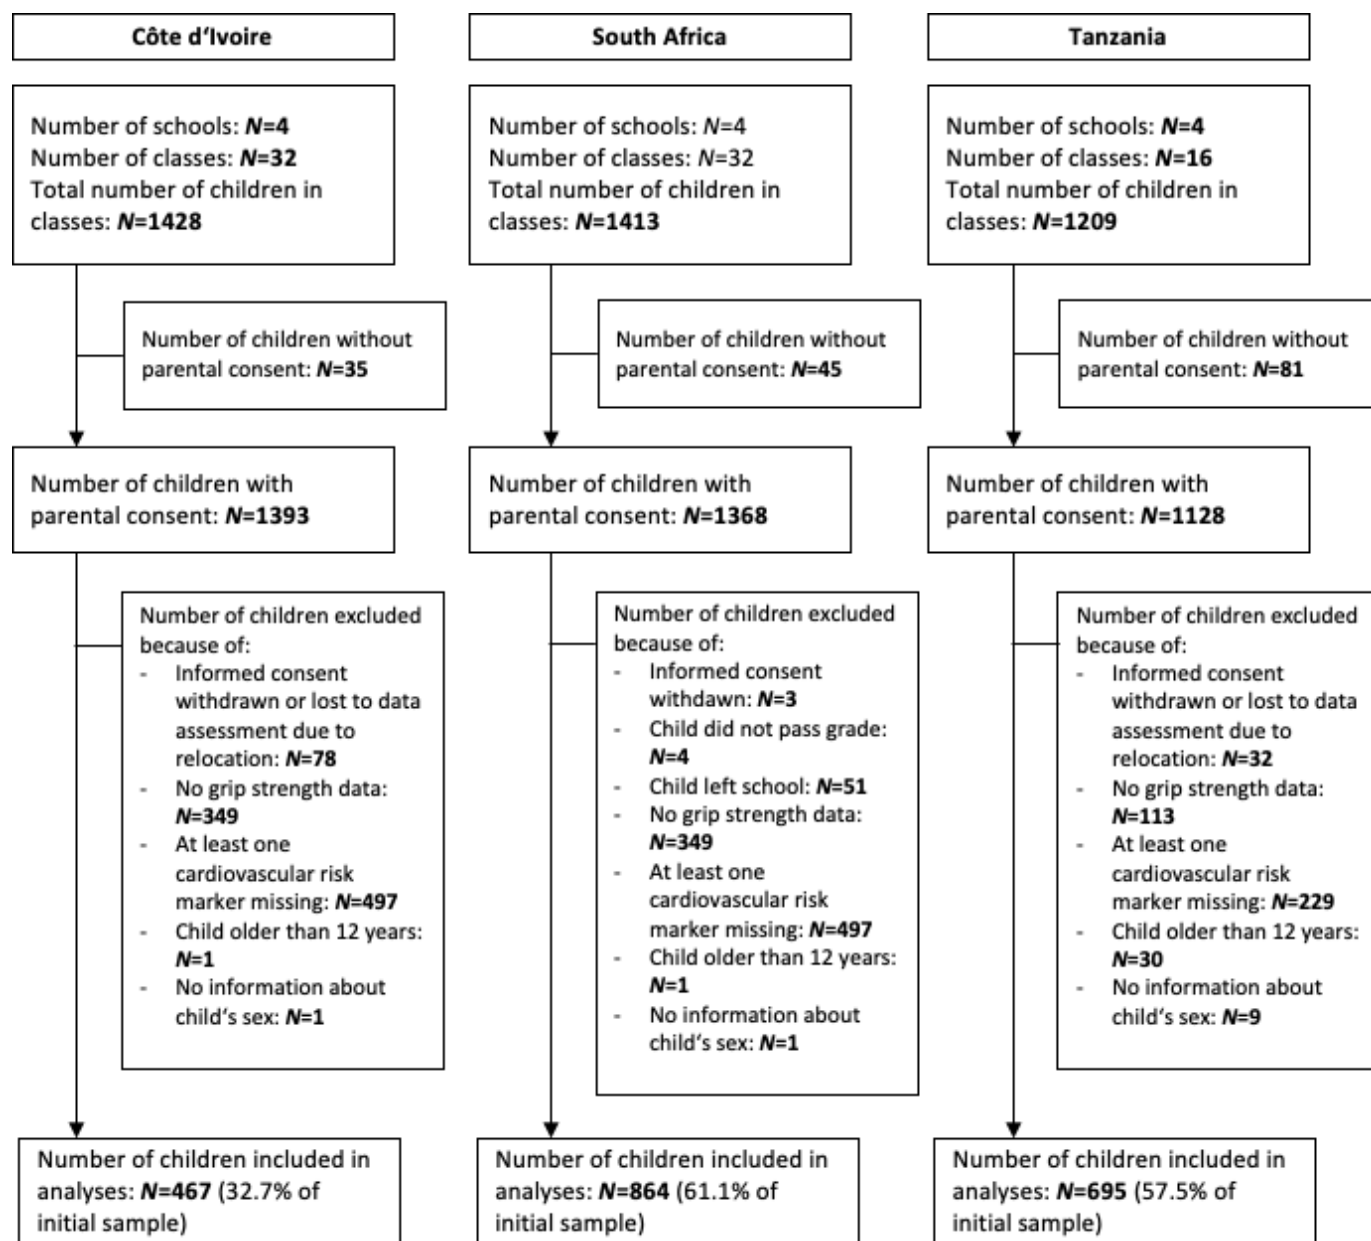 Côte d‘Ivoire
Number of schools: N=4
Number of classes: N=32
Total number of children in
classes: N=1428
Number of children without
parental consent: N=35
Number of children with
parental consent: N=1393
Number of children excluded
because of:
- Informed consent
withdrawn or lost to data
assessment due to
relocation: N=78
- No grip strength data:
N=349
- At least one
cardiovascular risk
marker missing: N=497
- Child older than 12 years:
N=1
- No information about
child‘s sex: N=1
Number of children included in
analyses: N=467 (32.7% of
initial sample)
South Africa
Number of schools: N=4
Number of classes: N=32
Total number of children in
classes: N=1413
Number of children without
parental consent: N=45
Number of children with
parental consent: N=1368
Number of children excluded
because of:
- Informed consent
withdawn: N=3
- Child did not pass grade:
N=4
- Child left school: N=51
- No grip strength data:
N=349
- At least one
cardiovascular risk
marker missing: N=497
- Child older than 12 years:
N=1
- No information about
child‘s sex: N=1
Number of children included in
analyses: N=864 (61.1% of
initial sample)
Tanzania
Number of schools: N=4
Number of classes: N=16
Total number of children in
classes: N=1209
Number of children without
parental consent: N=81
Number of children with
parental consent: N=1128
Number of children excluded
because of:
- Informed consent
withdrawn or lost to data
assessment due to
relocation: N=32
- No grip strength data:
N=113
- At least one
cardiovascular risk
marker missing: N=229
- Child older than 12 years:
N=30
- No information about
child‘s sex: N=9
Number of children included in
analyses: N=695 (57.5% of
initial sample)